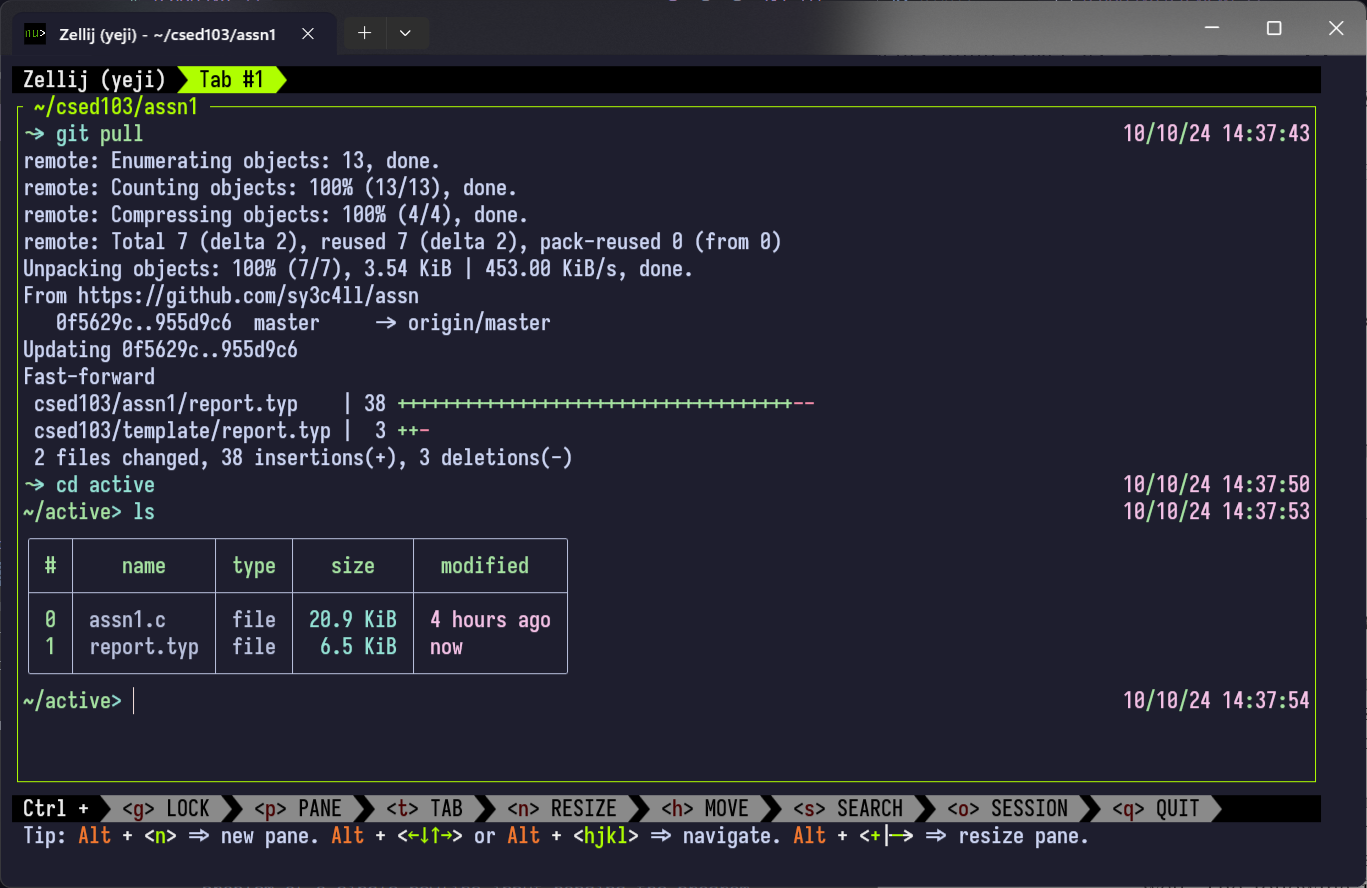 nu> Zellij (yeji) - ~/csed103/assn1
Zellij (yeji) Tab #1
~/csed103/assn1
~> git pull 10/10/24 14:37:43
remote: Enumerating objects: 13, done.
remote: Counting objects: 100% (13/13), done.
remote: Compressing objects: 100% (4/4), done.
remote: Total 7 (delta 2), reused 7 (delta 2), pack-reused 0 (from 0)
Unpacking objects: 100% (7/7), 3.54 KiB | 453.00 KiB/s, done.
From https://github.com/sy3c4ll/assn
0f5629c..955d9c6 master -> origin/master
Updating 0f5629c..955d9c6
Fast-forward
csed103/assn1/report.typ | 38 ++++++++++++++++++++++++++++++++++++--
csed103/template/report.typ | 3 ++-
2 files changed, 38 insertions(+), 3 deletions(-)
~> cd active 10/10/24 14:37:50
~/active> ls 10/10/24 14:37:53
# name type size modified
0 assn1.c file 20.9 KiB 4 hours ago
1 report.typ file 6.5 KiB now
~/active> 10/10/24 14:37:54
Ctrl + <g> LOCK <p> PANE <t> TAB <n> RESIZE <h> MOVE <s> SEARCH <o> SESSION <q> QUIT
Tip: Alt + <n> => new pane. Alt + <←↓↑→> or Alt + <hjkl> => navigate. Alt + <+|-> => resize pane.